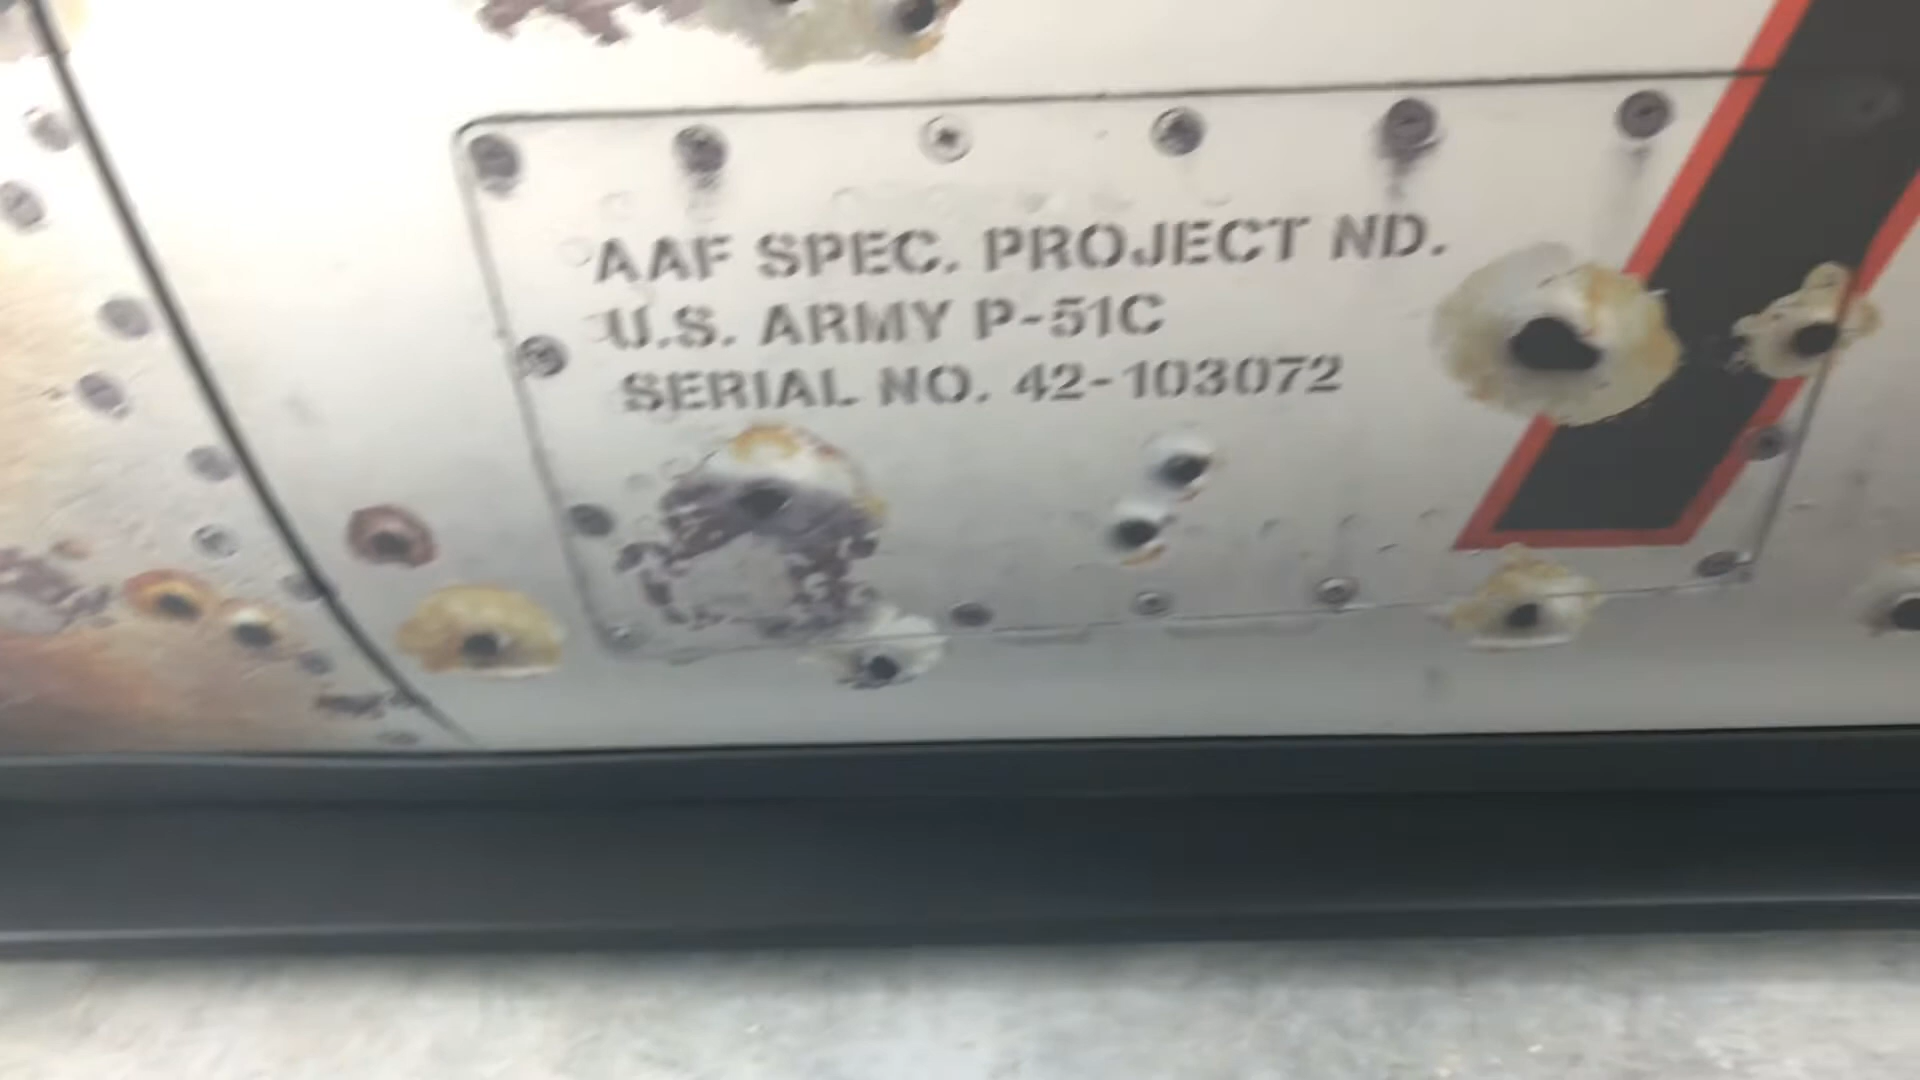 AAF SPEC. PROJECT ND.
U.S. ARMY P-51C
SERIAL NO. 42-103072